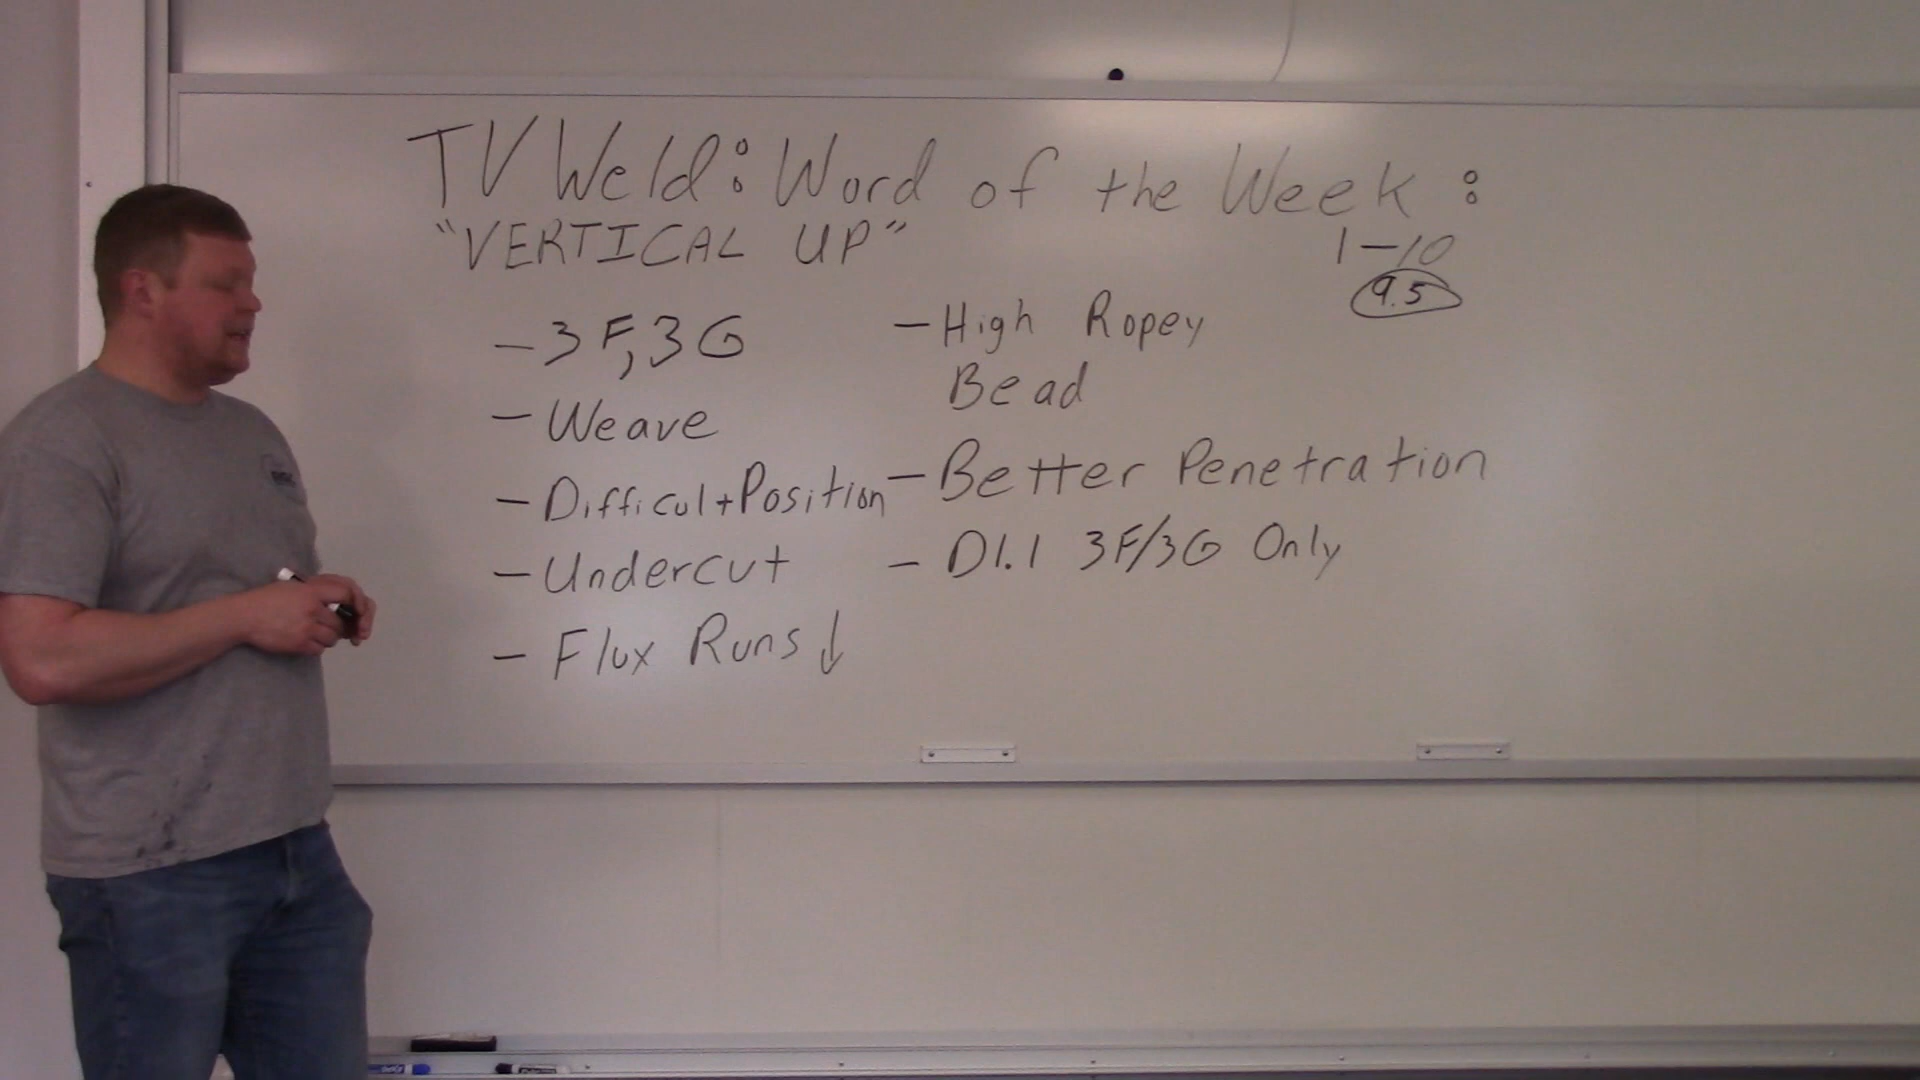 TV Weld: Word of the Week:
"VERTICAL UP"
1-10
9.5
- 3F, 3G
- Weave
- Difficult Position
- Undercut
- Flux Runs ↓
- High Ropey
Bead
- Better Penetration
- D1.1 3F/3G Only